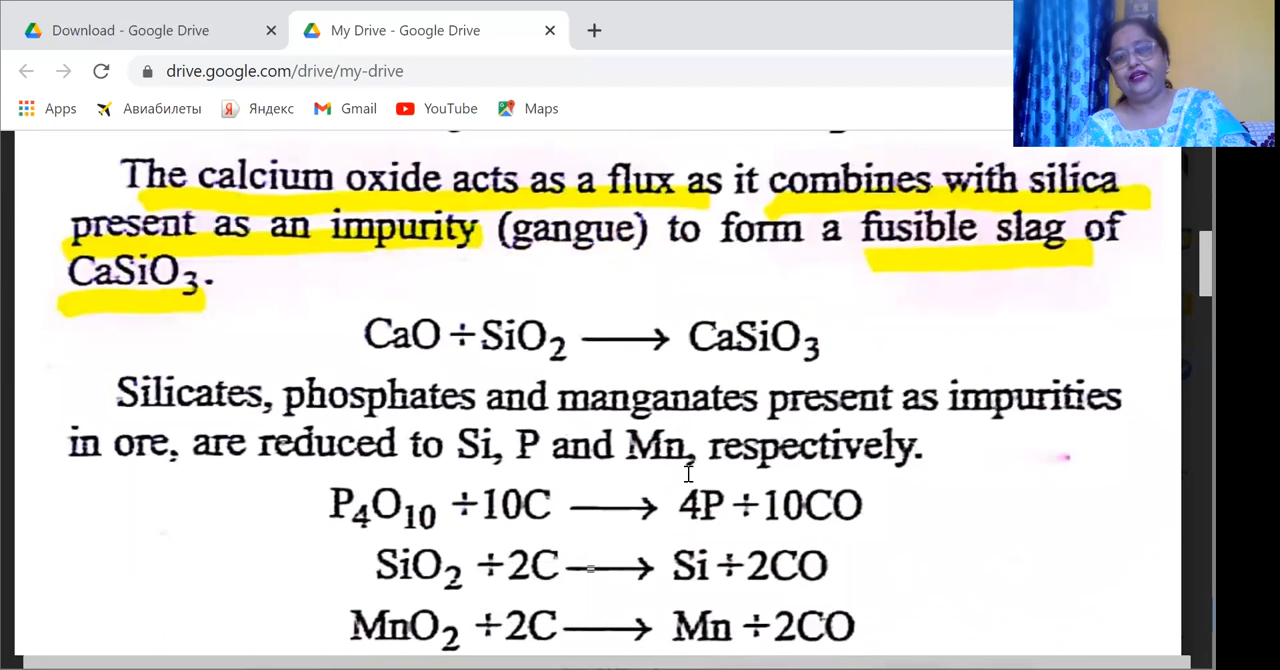 Download - Google Drive
My Drive - Google Drive
drive.google.com/drive/my-drive
Apps Авиабилеты Яндекс Gmail YouTube Maps
The calcium oxide acts as a flux as it combines with silica
present as an impurity (gangue) to form a fusible slag of
CaSiO₃.
CaO + SiO₂ ⟶ CaSiO₃
Silicates, phosphates and manganates present as impurities
in ore, are reduced to Si, P and Mn, respectively.
P₄O₁₀ + 10C ⟶ 4P + 10CO
SiO₂ + 2C ⟶ Si + 2CO
MnO₂ + 2C ⟶ Mn + 2CO